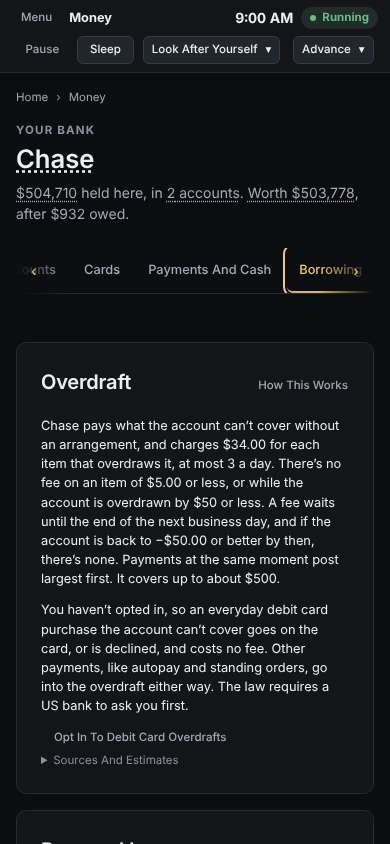 Menu Money 9:00 AM Running
Pause Sleep Look After Yourself ▾ Advance ▾
Home › Money
YOUR BANK
Chase
$504,710 held here, in 2 accounts. Worth $503,778,
after $932 owed.
‹ Cards Payments And Cash Borrowing ›
Overdraft How This Works
Chase pays what the account can’t cover without
an arrangement, and charges $34.00 for each
item that overdraws it, at most 3 a day. There’s no
fee on an item of $5.00 or less, or while the
account is overdrawn by $50 or less. A fee waits
until the end of the next business day, and if the
account is back to −$50.00 or better by then,
there’s none. Payments at the same moment post
largest first. It covers up to about $500.
You haven’t opted in, so an everyday debit card
purchase the account can’t cover goes on the
card, or is declined, and costs no fee. Other
payments, like autopay and standing orders, go
into the overdraft either way. The law requires a
US bank to ask you first.
Opt In To Debit Card Overdrafts
▶ Sources And Estimates